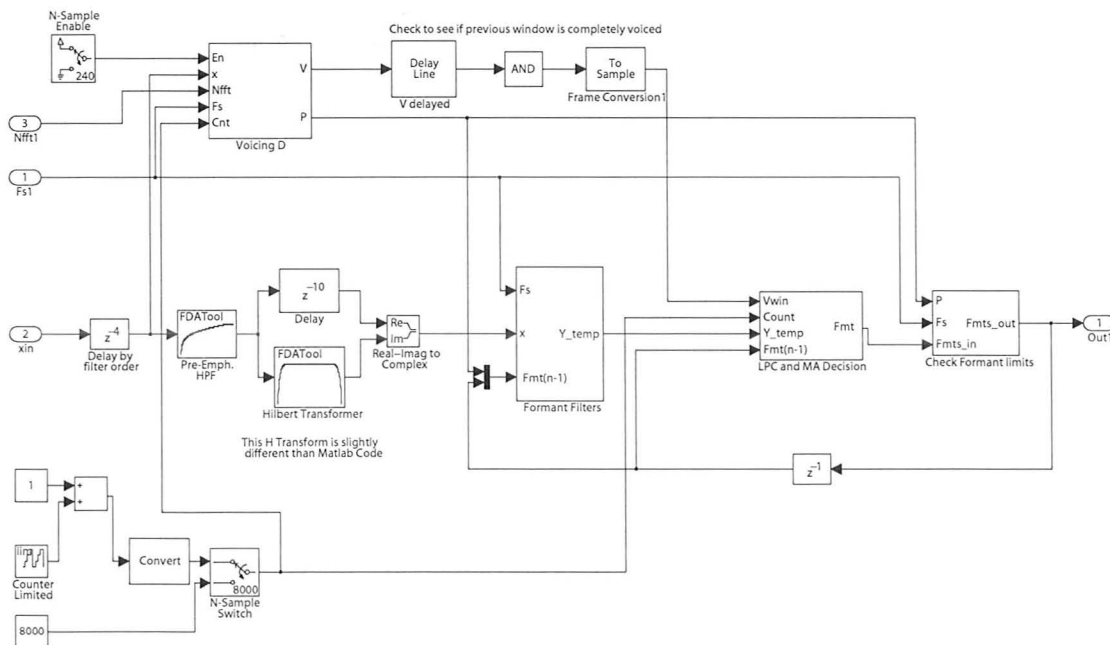 N-Sample
Enable
240
En
x
Nfft
Fs
Cnt
V
P
Voicing D
Check to see if previous window is completely voiced
Delay
Line
V delayed
AND
To
Sample
Frame Conversion1
3
Nfft1
1
Fs1
2
xin
z-4
Delay by
filter order
FDATool
Pre-Emph.
HPF
z-10
Delay
FDATool
Hilbert Transformer
This H Transform is slightly
different than Matlab Code
Re
Im
Real-Imag to
Complex
Fs
x
Fmt(n-1)
Y_temp
Formant Filters
Vwin
Count
Y_temp
Fmt(n-1)
Fmt
LPC and MA Decision
P
Fs
Fmts_in
Fmts_out
Check Formant limits
1
Out1
z-1
1
+
+
lim
Counter
Limited
Convert
8000
N-Sample
Switch
8000